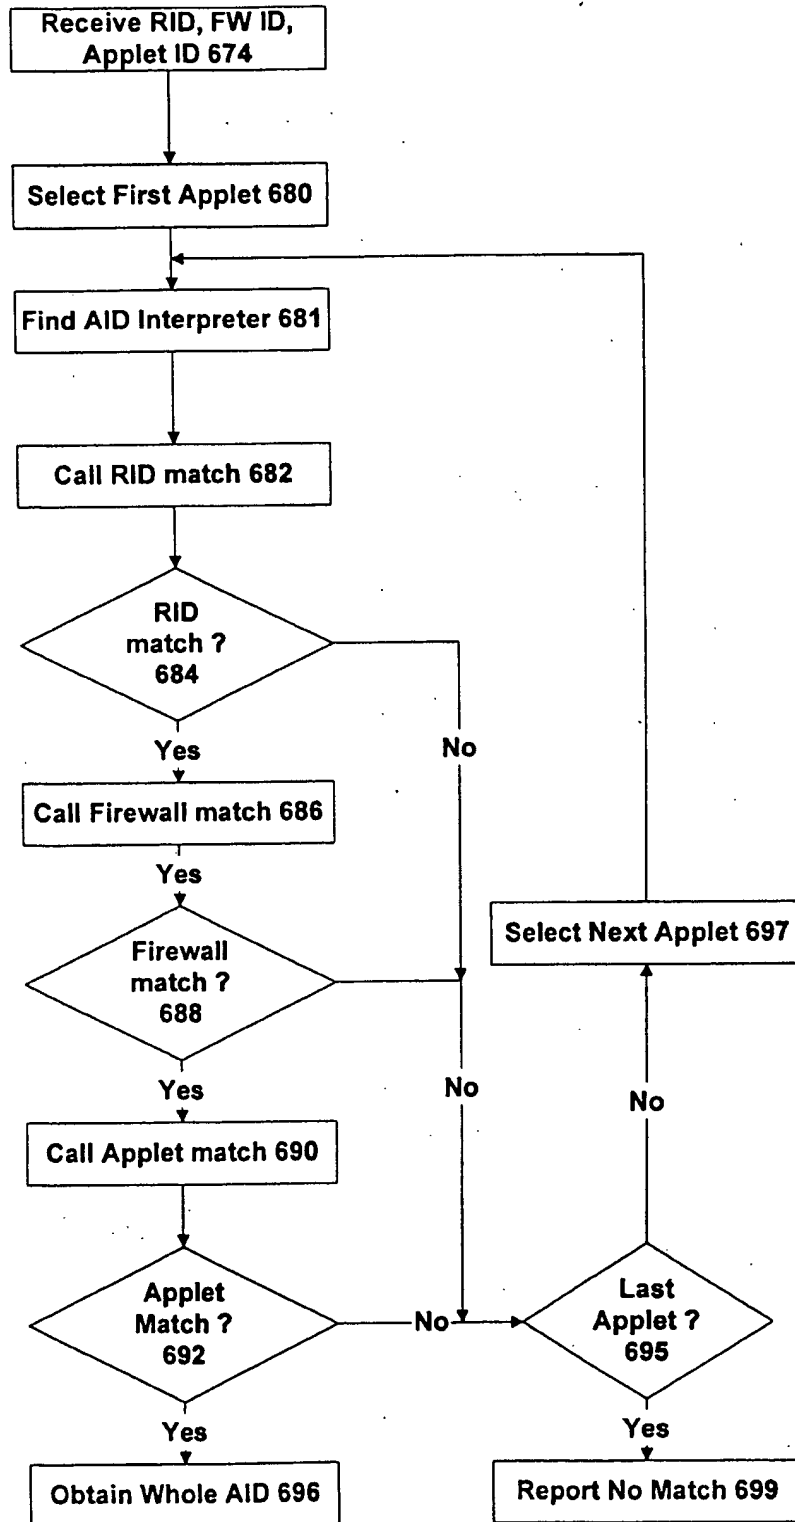 Receive RID, FW ID,
Applet ID 674
Select First Applet 680
Find AID Interpreter 681
Call RID match 682
RID
match ?
684
Yes
No
Call Firewall match 686
Yes
Firewall
match ?
688
Select Next Applet 697
Yes
No
No
Call Applet match 690
Applet
Match ?
692
No
Last
Applet ?
695
Yes
Yes
Obtain Whole AID 696
Report No Match 699